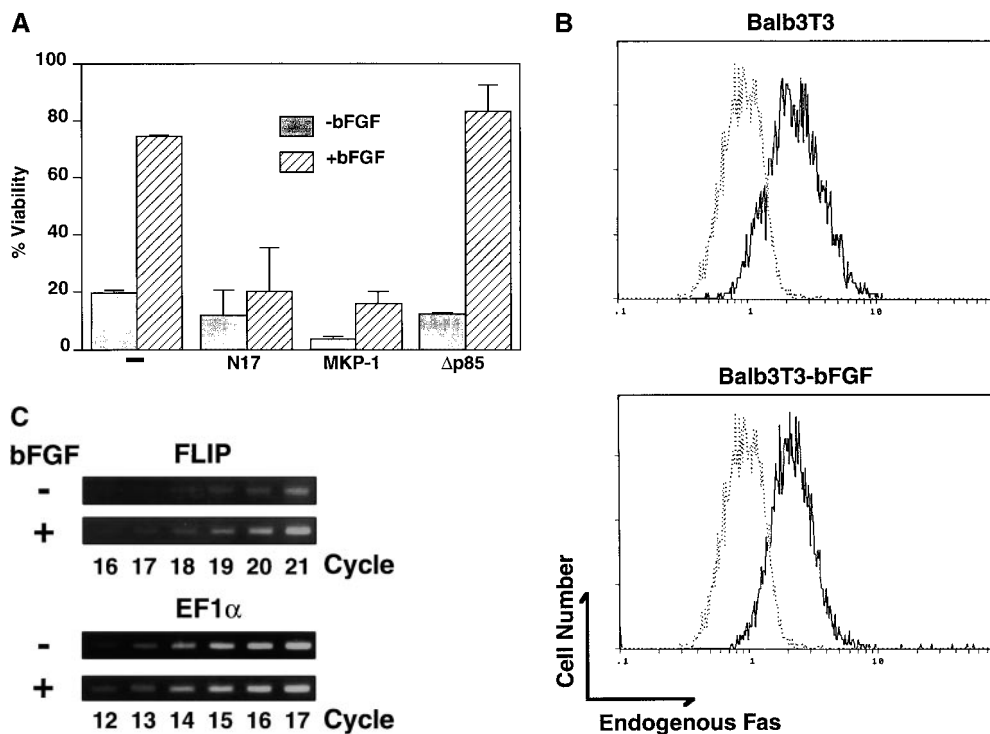 A
100
80
60
40
20
0
% Viability
-bFGF
+bFGF
–
N17
MKP-1
Δp85
B
Balb3T3
.1 1 10
Balb3T3-bFGF
.1 1 10
Cell Number
Endogenous Fas
C
bFGF FLIP
-
+
16 17 18 19 20 21 Cycle
EF1α
-
+
12 13 14 15 16 17 Cycle